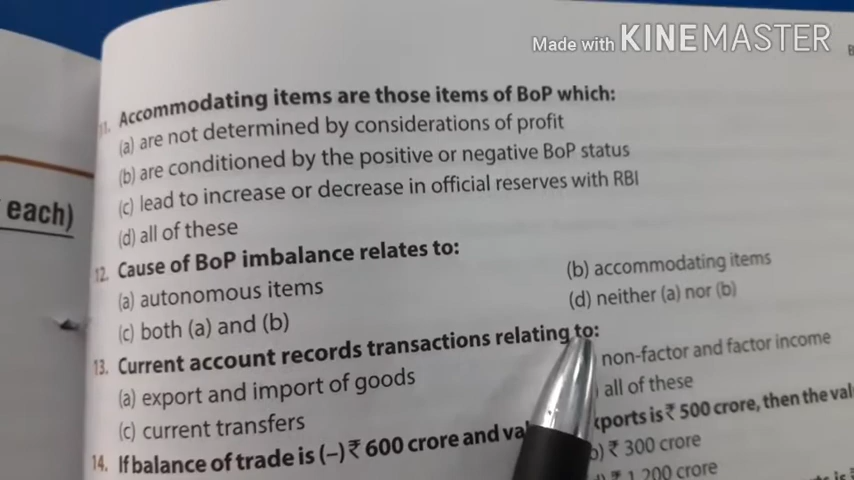 Made with KINEMASTER
B
11. Accommodating items are those items of BoP which:
(a) are not determined by considerations of profit
(b) are conditioned by the positive or negative BoP status
(c) lead to increase or decrease in official reserves with RBI
(d) all of these
each)
12. Cause of BoP imbalance relates to:
(a) autonomous items (b) accommodating items
(c) both (a) and (b) (d) neither (a) nor (b)
13. Current account records transactions relating to:
(a) export and import of goods non-factor and factor income
(c) current transfers ) all of these
14. If balance of trade is (–) ₹ 600 crore and va xports is ₹ 500 crore, then the val
b) ₹ 300 crore
) ₹ 1,200 crore